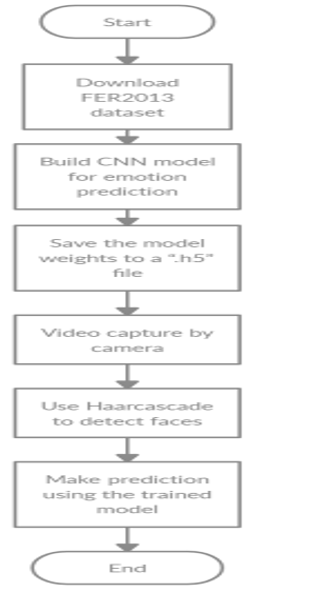 Start
Download
FER2013
dataset
Build CNN model
for emotion
prediction
Save the model
weights to a ".h5"
file
Video capture by
camera
Use Haarcascade
to detect faces
Make prediction
using the trained
model
End